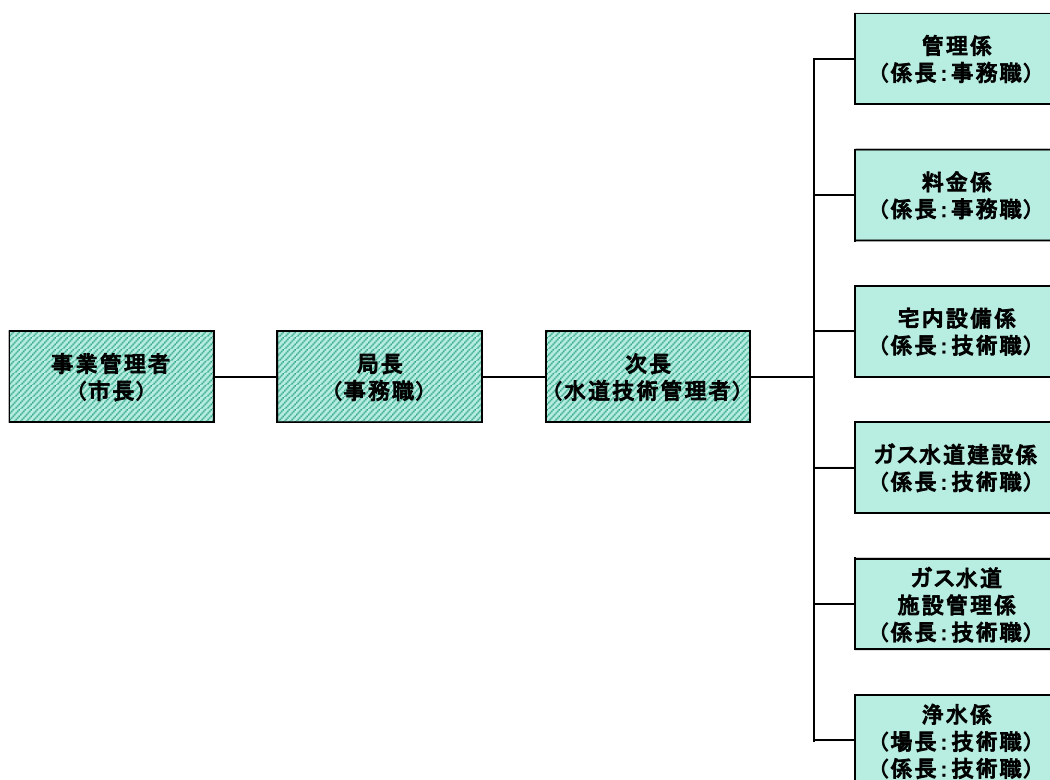 事業管理者
(市長)
局長
(事務職)
次長
(水道技術管理者)
管理係
(係長:事務職)
料金係
(係長:事務職)
宅内設備係
(係長:技術職)
ガス水道建設係
(係長:技術職)
ガス水道
施設管理係
(係長:技術職)
浄水係
(場長:技術職)
(係長:技術職)